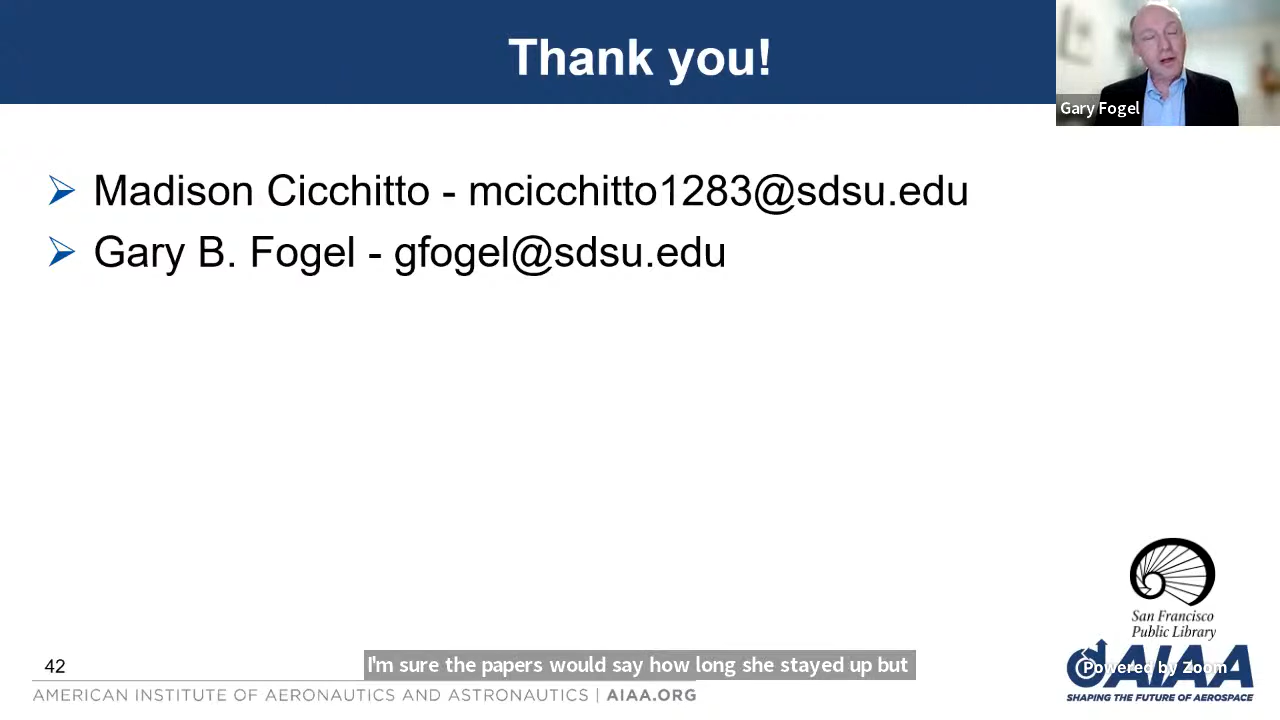 Thank you!
Gary Fogel
Madison Cicchitto - mcicchitto1283@sdsu.edu
Gary B. Fogel - gfogel@sdsu.edu
San Francisco
Public Library
I'm sure the papers would say how long she stayed up but
42
AIAA
Powered by Zoom
SHAPING THE FUTURE OF AEROSPACE
AMERICAN INSTITUTE OF AERONAUTICS AND ASTRONAUTICS | AIAA.ORG